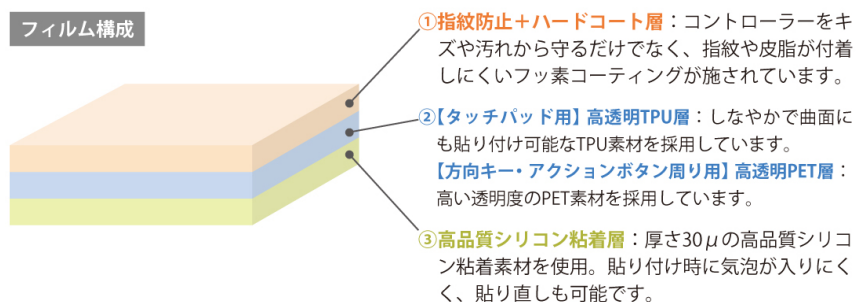 フィルム構成
①指紋防止＋ハードコート層：コントローラーをキ
ズや汚れから守るだけでなく、指紋や皮脂が付着
しにくいフッ素コーティングが施されています。
②【タッチパッド用】高透明TPU層：しなやかで曲面に
も貼り付け可能なTPU素材を採用しています。
【方向キー・アクションボタン周り用】高透明PET層：
高い透明度のPET素材を採用しています。
③高品質シリコン粘着層：厚さ30μの高品質シリコ
ン粘着素材を使用。貼り付け時に気泡が入りにく
く、貼り直しも可能です。